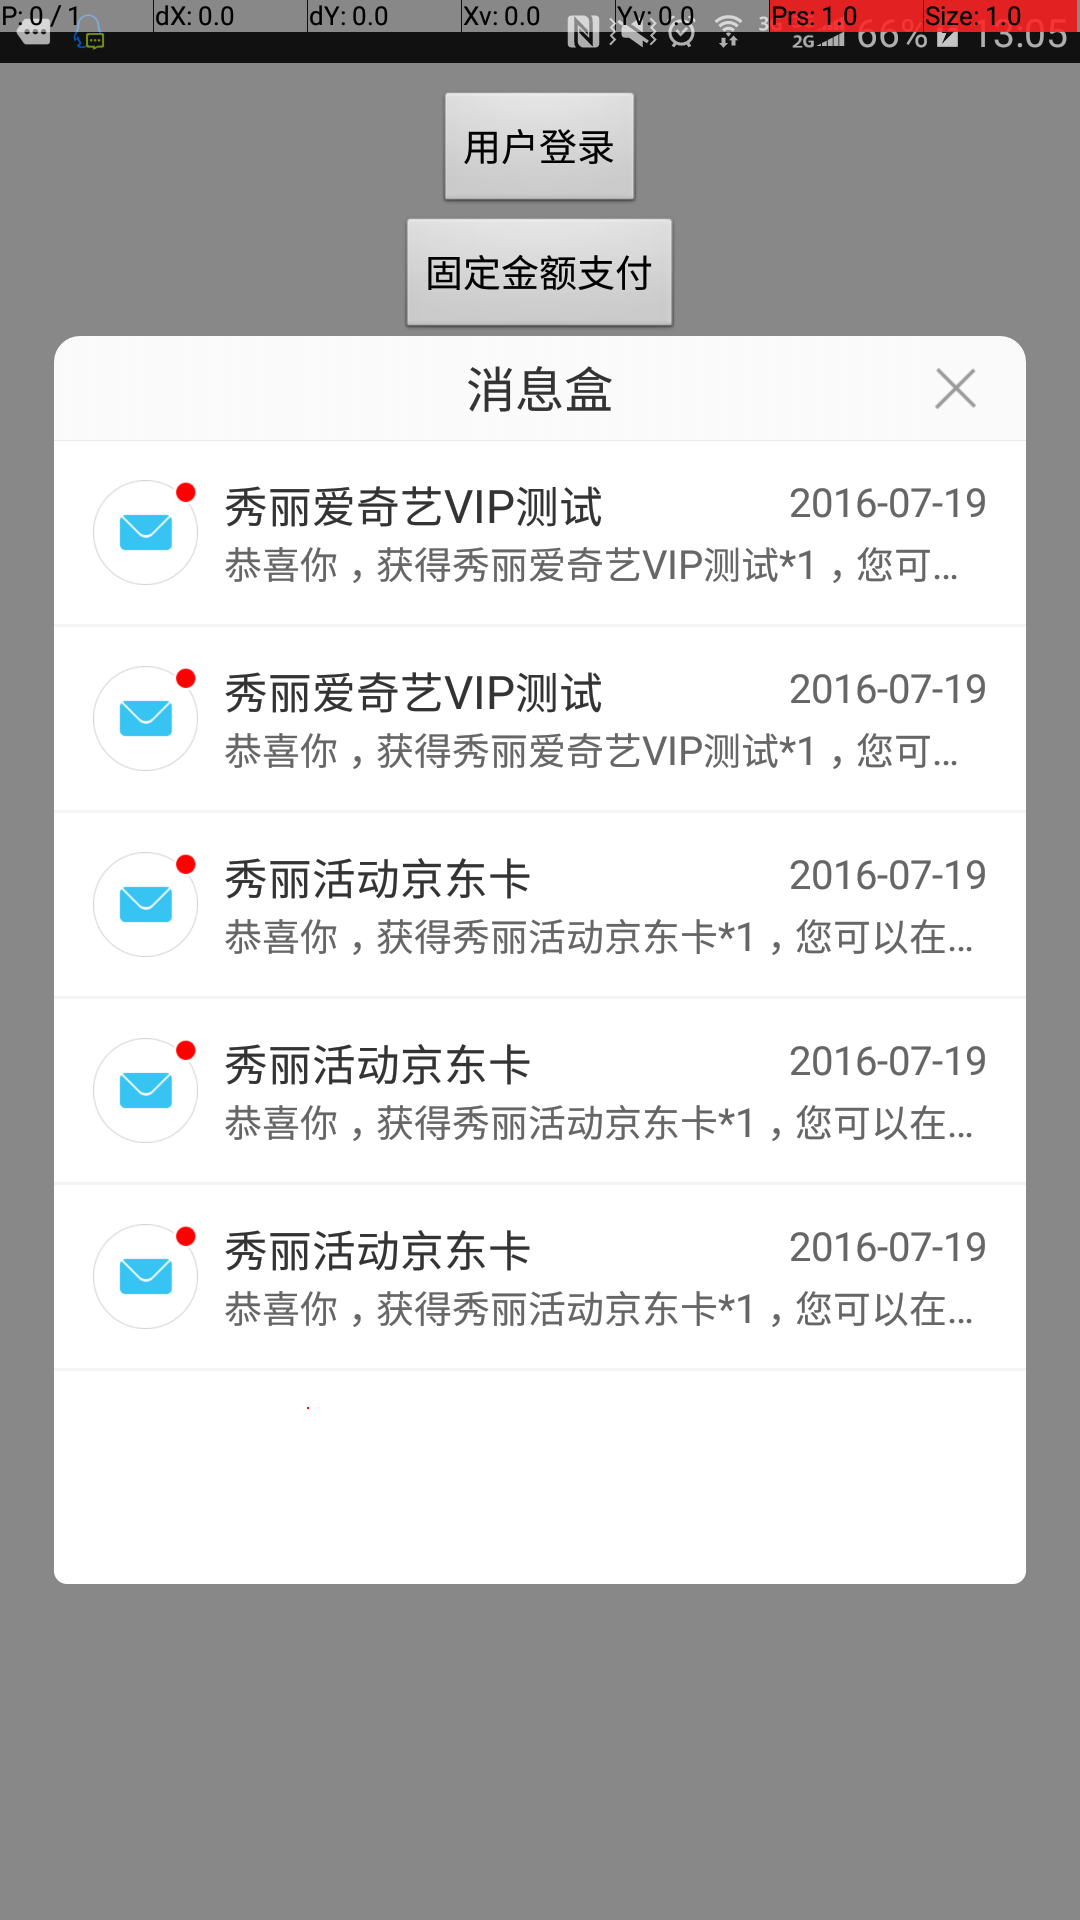 P: 0 / 1 dX: 0.0 dY: 0.0 Xv: 0.0 Yv: 0.0 Prs: 1.0 Size: 1.0
2G 66% 13:05
用户登录
固定金额支付
消息盒
秀丽爱奇艺VIP测试 2016-07-19
恭喜你，获得秀丽爱奇艺VIP测试*1，您可...
秀丽爱奇艺VIP测试 2016-07-19
恭喜你，获得秀丽爱奇艺VIP测试*1，您可...
秀丽活动京东卡 2016-07-19
恭喜你，获得秀丽活动京东卡*1，您可以在...
秀丽活动京东卡 2016-07-19
恭喜你，获得秀丽活动京东卡*1，您可以在...
秀丽活动京东卡 2016-07-19
恭喜你，获得秀丽活动京东卡*1，您可以在...